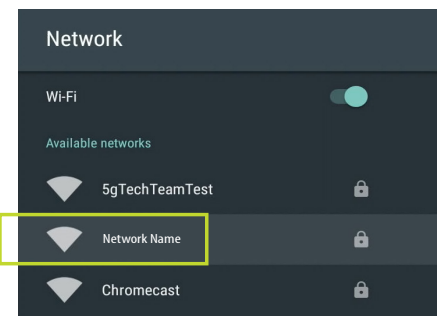 Network
Wi-Fi
Available networks
5gTechTeamTest
Network Name
Chromecast